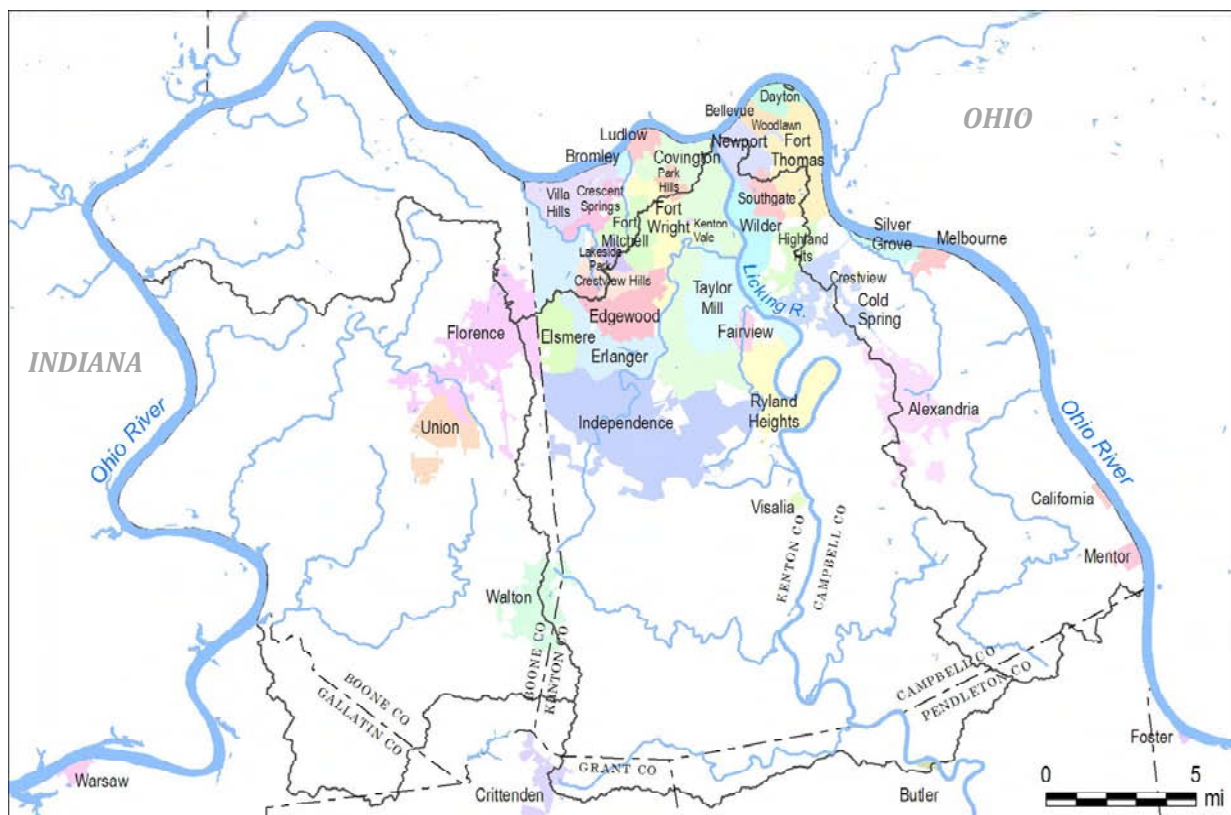 OHIO
Dayton
Bellevue
Woodlawn
Ludlow
Newport
Fort
Thomas
Bromley
Covington
Park
Hills
Villa
Hills
Crescent
Springs
Southgate
Fort
Wright
Fort
Mitchell
Kenton
Vale
Wilder
Silver
Grove
Melbourne
Highland
Hts
Lakeside
Park
Crestview Hills
Crestview
Licking R.
Taylor
Mill
Cold
Spring
Edgewood
Florence
Elsmere
Fairview
Erlanger
INDIANA
Ohio River
Union
Independence
Ryland
Heights
Alexandria
Ohio River
Visalia
California
KENTON CO
CAMPBELL CO
Mentor
Walton
BOONE CO
KENTON CO
BOONE CO
GALLATIN CO
CAMPBELL CO
PENDLETON CO
Foster
Warsaw
GRANT CO
Crittenden
Butler
0 5
mi